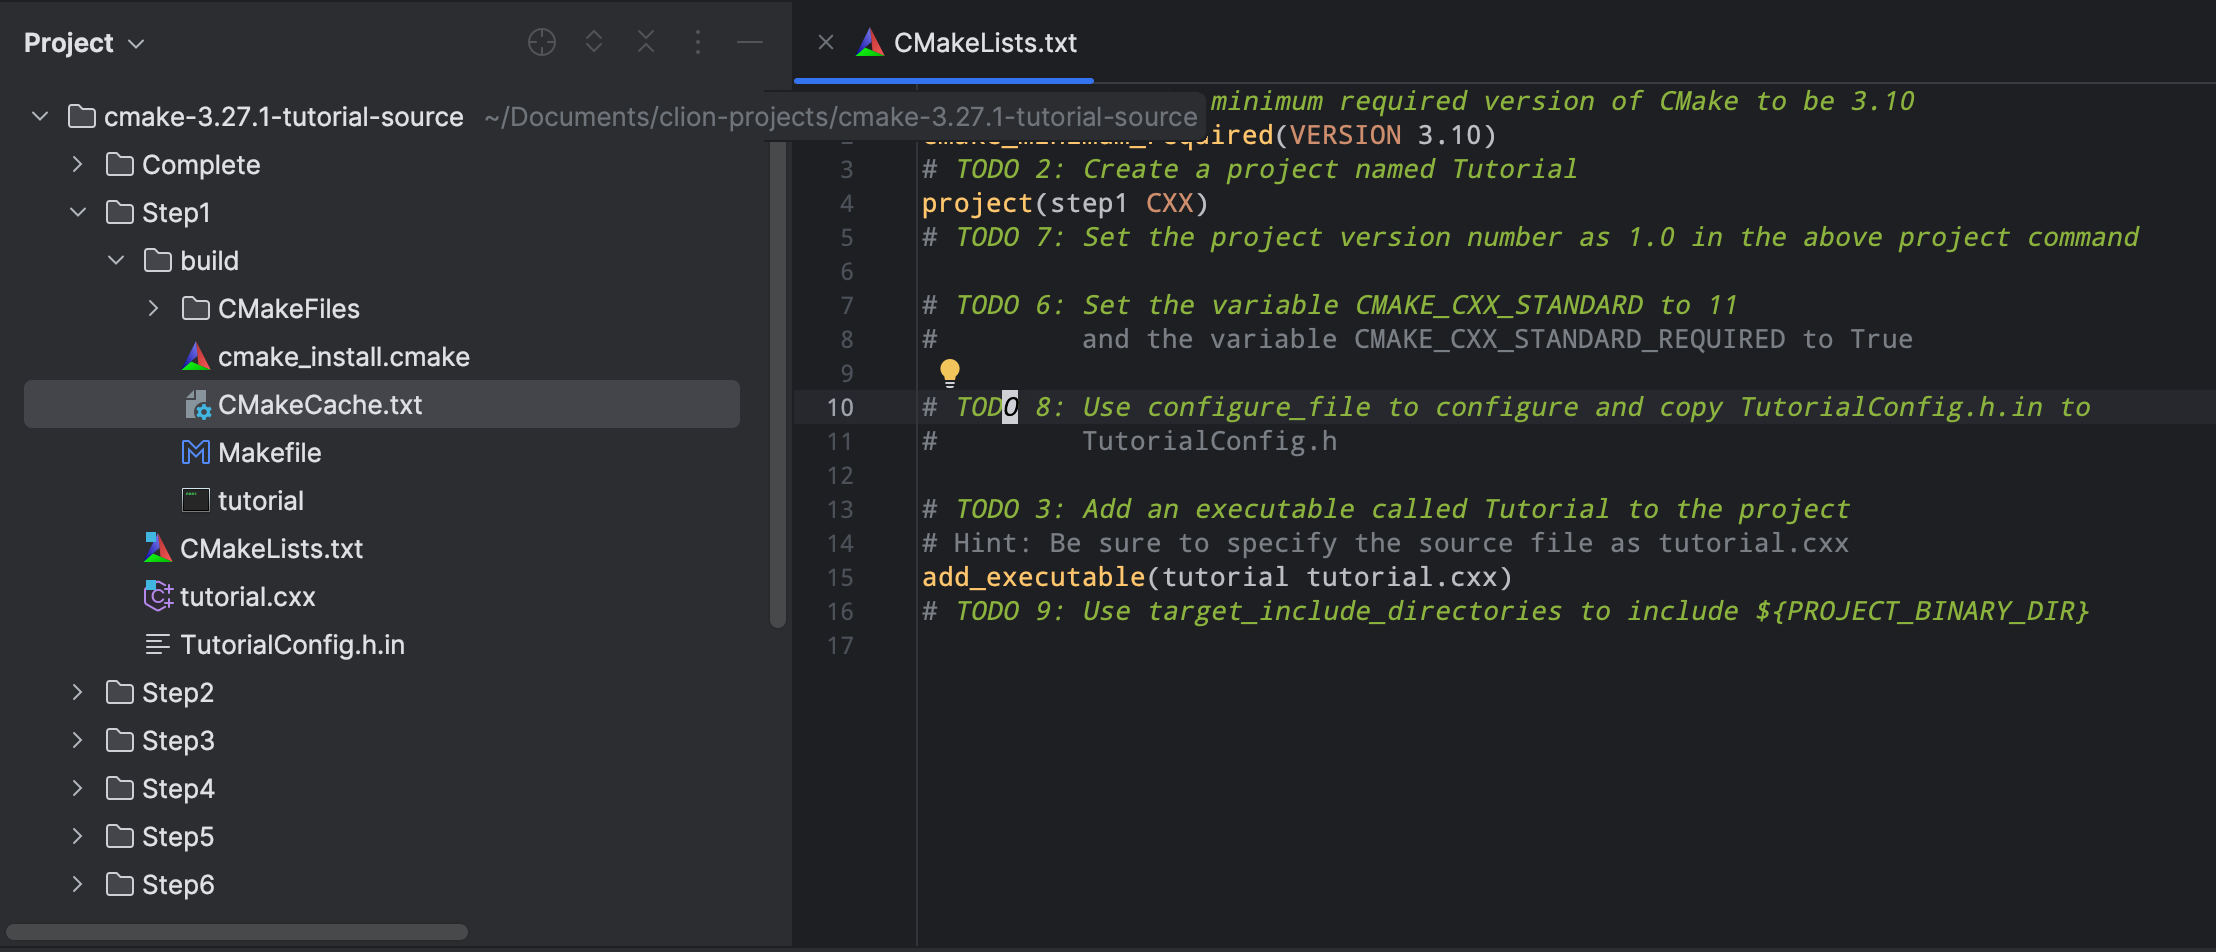 Project
cmake-3.27.1-tutorial-source ~/Documents/clion-projects/cmake-3.27.1-tutorial-source
Complete
Step1
build
CMakeFiles
cmake_install.cmake
CMakeCache.txt
Makefile
tutorial
CMakeLists.txt
tutorial.cxx
TutorialConfig.h.in
Step2
Step3
Step4
Step5
Step6
CMakeLists.txt
minimum required version of CMake to be 3.10
cmake_minimum_required(VERSION 3.10)
3 # TODO 2: Create a project named Tutorial
4 project(step1 CXX)
5 # TODO 7: Set the project version number as 1.0 in the above project command
6
7 # TODO 6: Set the variable CMAKE_CXX_STANDARD to 11
8 # and the variable CMAKE_CXX_STANDARD_REQUIRED to True
9
10 # TODO 8: Use configure_file to configure and copy TutorialConfig.h.in to
11 # TutorialConfig.h
12
13 # TODO 3: Add an executable called Tutorial to the project
14 # Hint: Be sure to specify the source file as tutorial.cxx
15 add_executable(tutorial tutorial.cxx)
16 # TODO 9: Use target_include_directories to include ${PROJECT_BINARY_DIR}
17